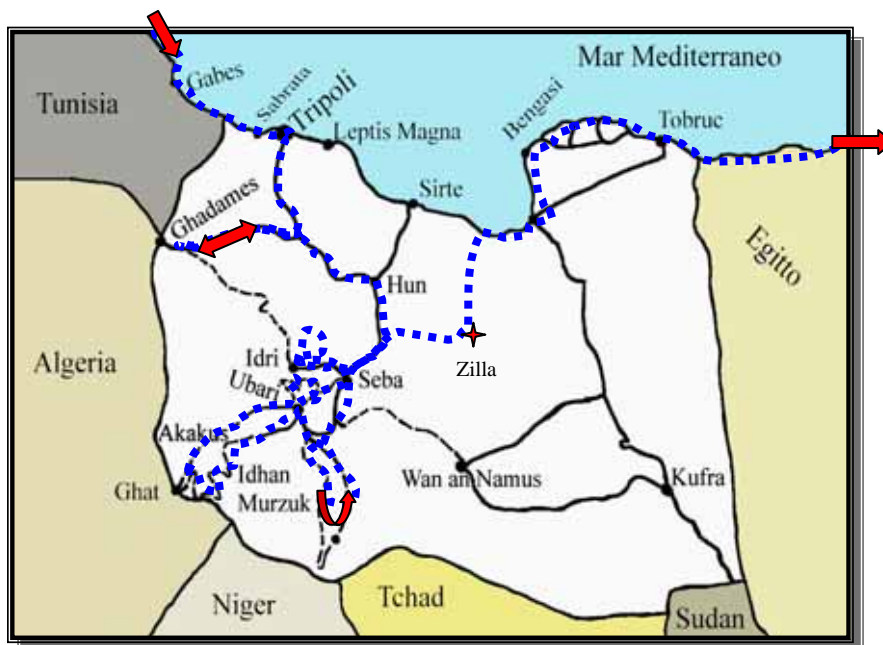 Mar Mediterraneo
Gabes
Tunisia
Sabrata
Tripoli
Leptis Magna
Bengasi
Tobruc
Sirte
Ghadames
Egitto
Hun
Algeria
Idri
Zilla
Ubari
Seba
Akakus
Idhan
Murzuk
Ghat
Wan an Namus
Kufra
Niger
Tchad
Sudan